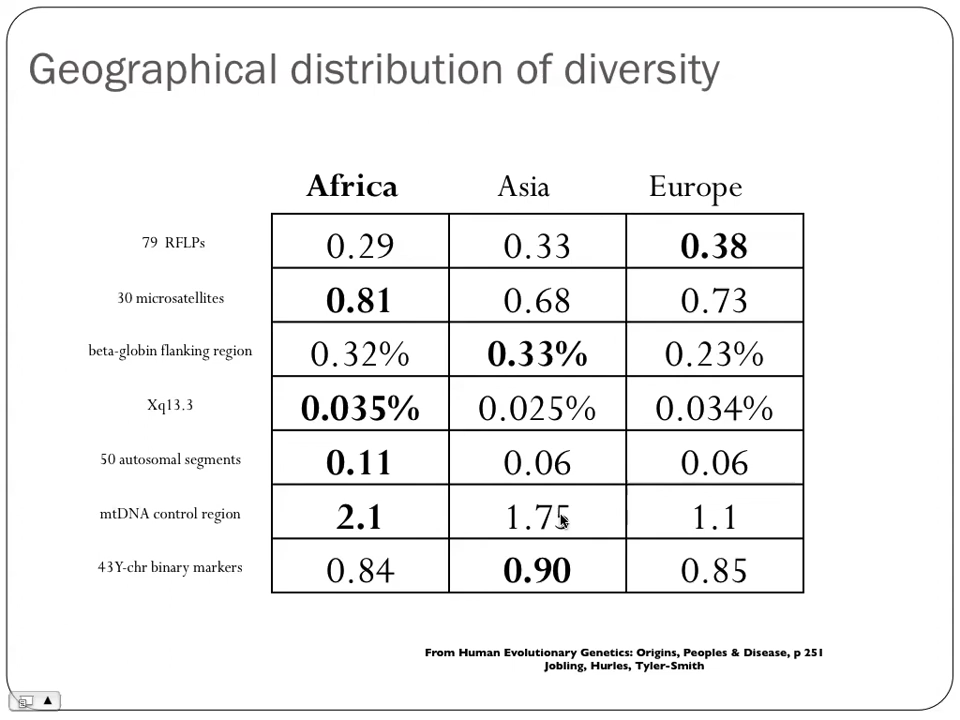 Geographical distribution of diversity
Africa Asia Europe
79 RFLPs 0.29 0.33 0.38
30 microsatellites 0.81 0.68 0.73
beta-globin flanking region 0.32% 0.33% 0.23%
Xq13.3 0.035% 0.025% 0.034%
50 autosomal segments 0.11 0.06 0.06
mtDNA control region 2.1 1.75 1.1
43Y-chr binary markers 0.84 0.90 0.85
From Human Evolutionary Genetics: Origins, Peoples & Disease, p 251
Jobling, Hurles, Tyler-Smith